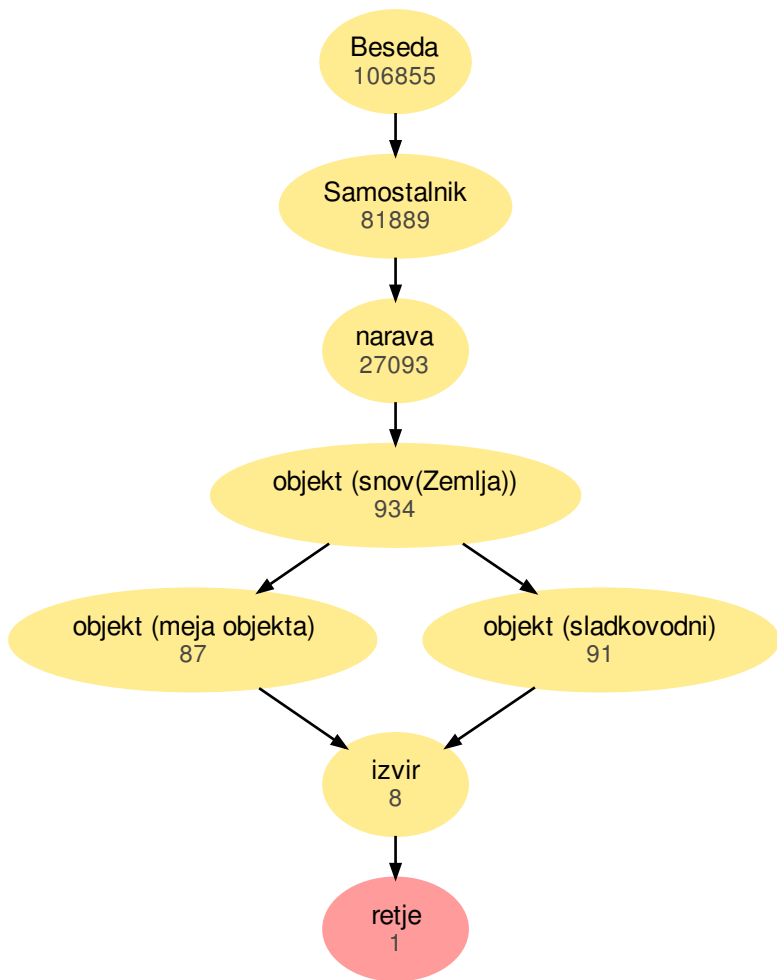 Beseda
106855
Samostalnik
81889
narava
27093
objekt (snov(Zemlja))
934
objekt (meja objekta)
87
objekt (sladkovodni)
91
izvir
8
retje
1